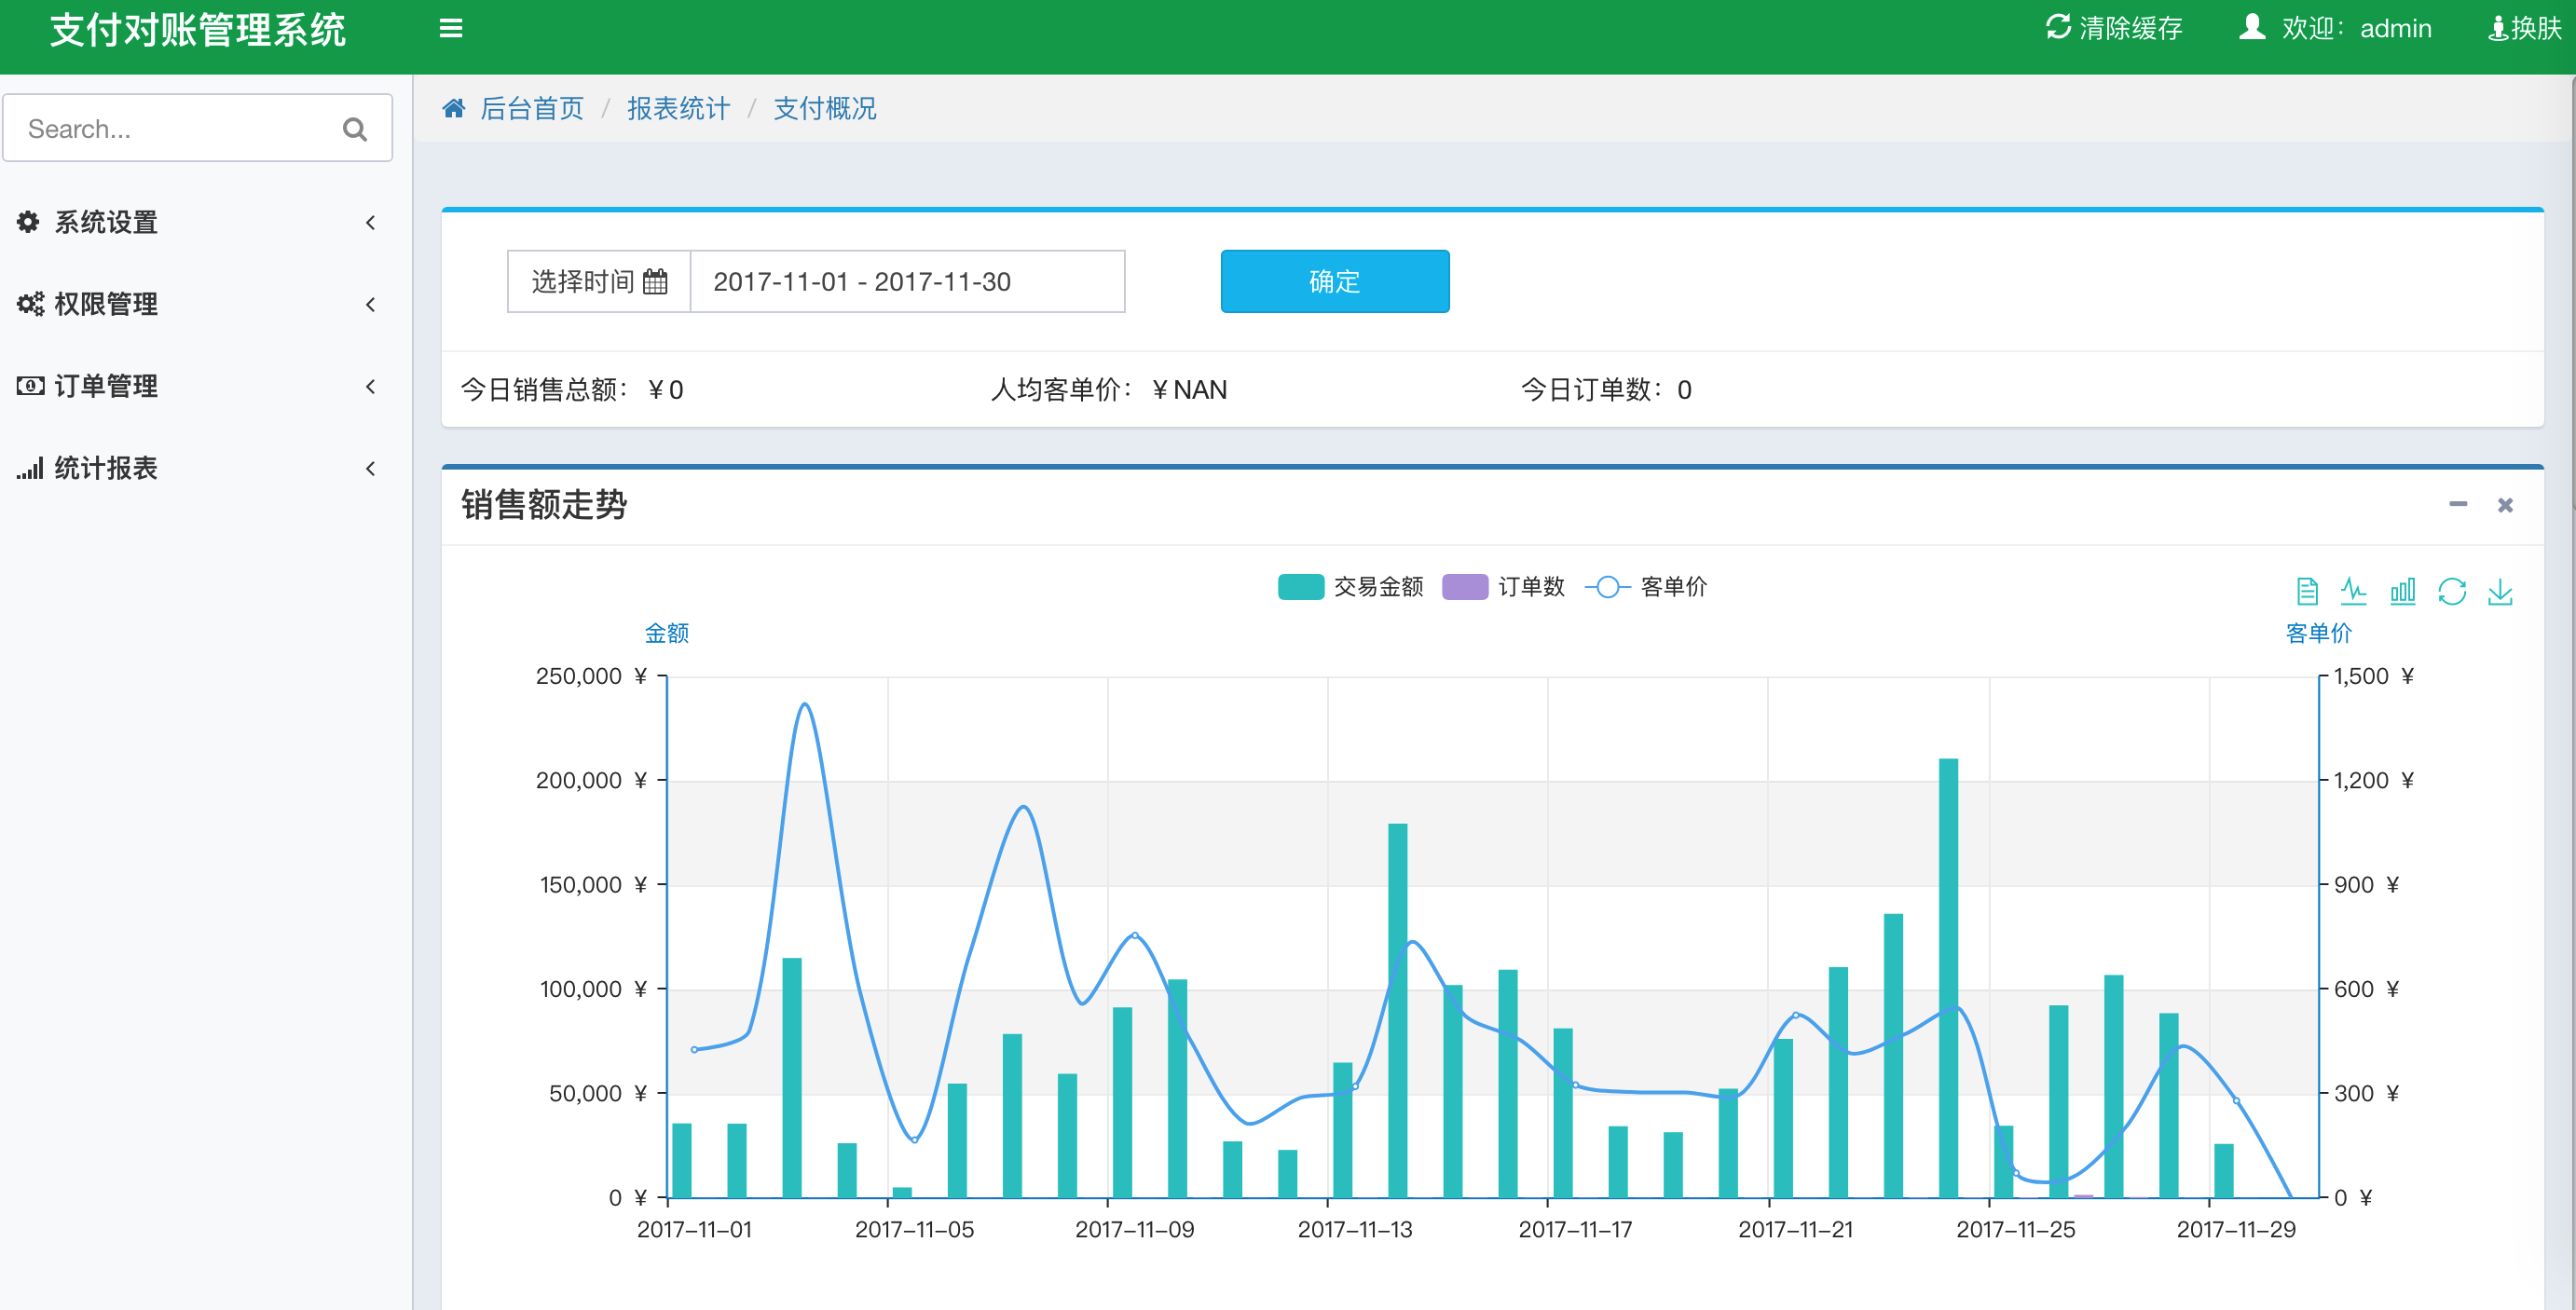 支付对账管理系统
清除缓存 欢迎：admin 换肤
Search...
后台首页 / 报表统计 / 支付概况
系统设置
权限管理
订单管理
统计报表
选择时间 2017-11-01 - 2017-11-30 确定
今日销售总额：￥0 人均客单价：￥NAN 今日订单数：0
销售额走势
交易金额 订单数 客单价
金额 客单价
250,000 ￥ 1,500 ￥
200,000 ￥ 1,200 ￥
150,000 ￥ 900 ￥
100,000 ￥ 600 ￥
50,000 ￥ 300 ￥
0 ￥ 0 ￥
2017-11-01 2017-11-05 2017-11-09 2017-11-13 2017-11-17 2017-11-21 2017-11-25 2017-11-29